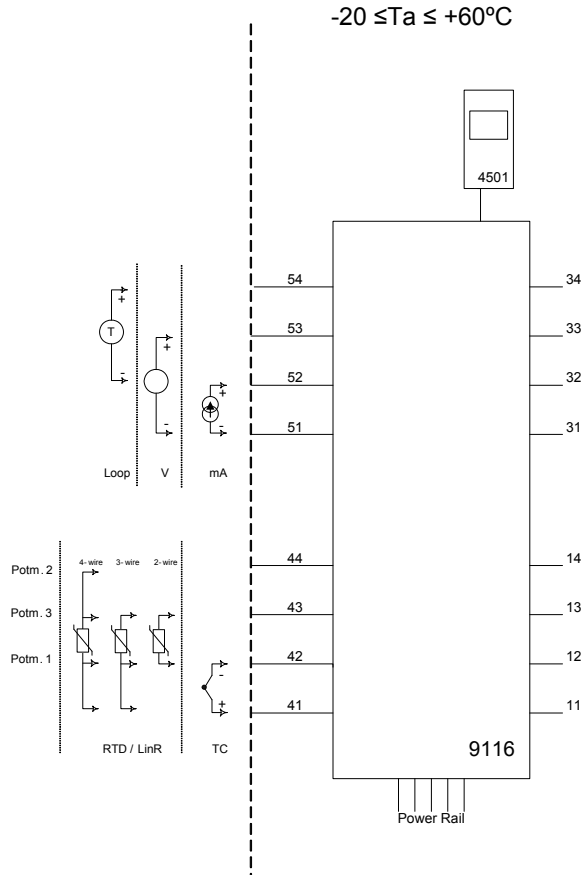 -20 ≤Ta ≤ +60ºC
4501
54
34
+
T
53
33
+
-
52
32
+
51
31
-
-
Loop
V
mA
4-wire
3-wire
2-wire
44
14
Potm. 2
43
13
Potm. 3
42
12
Potm. 1
-
+
41
11
RTD / LinR
TC
9116
Power Rail